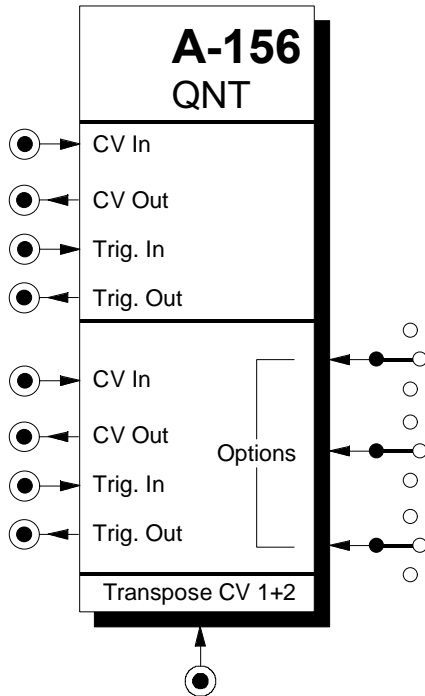 A-156
QNT
CV In
CV Out
Trig. In
Trig. Out
CV In
CV Out
Options
Trig. In
Trig. Out
Transpose CV 1+2